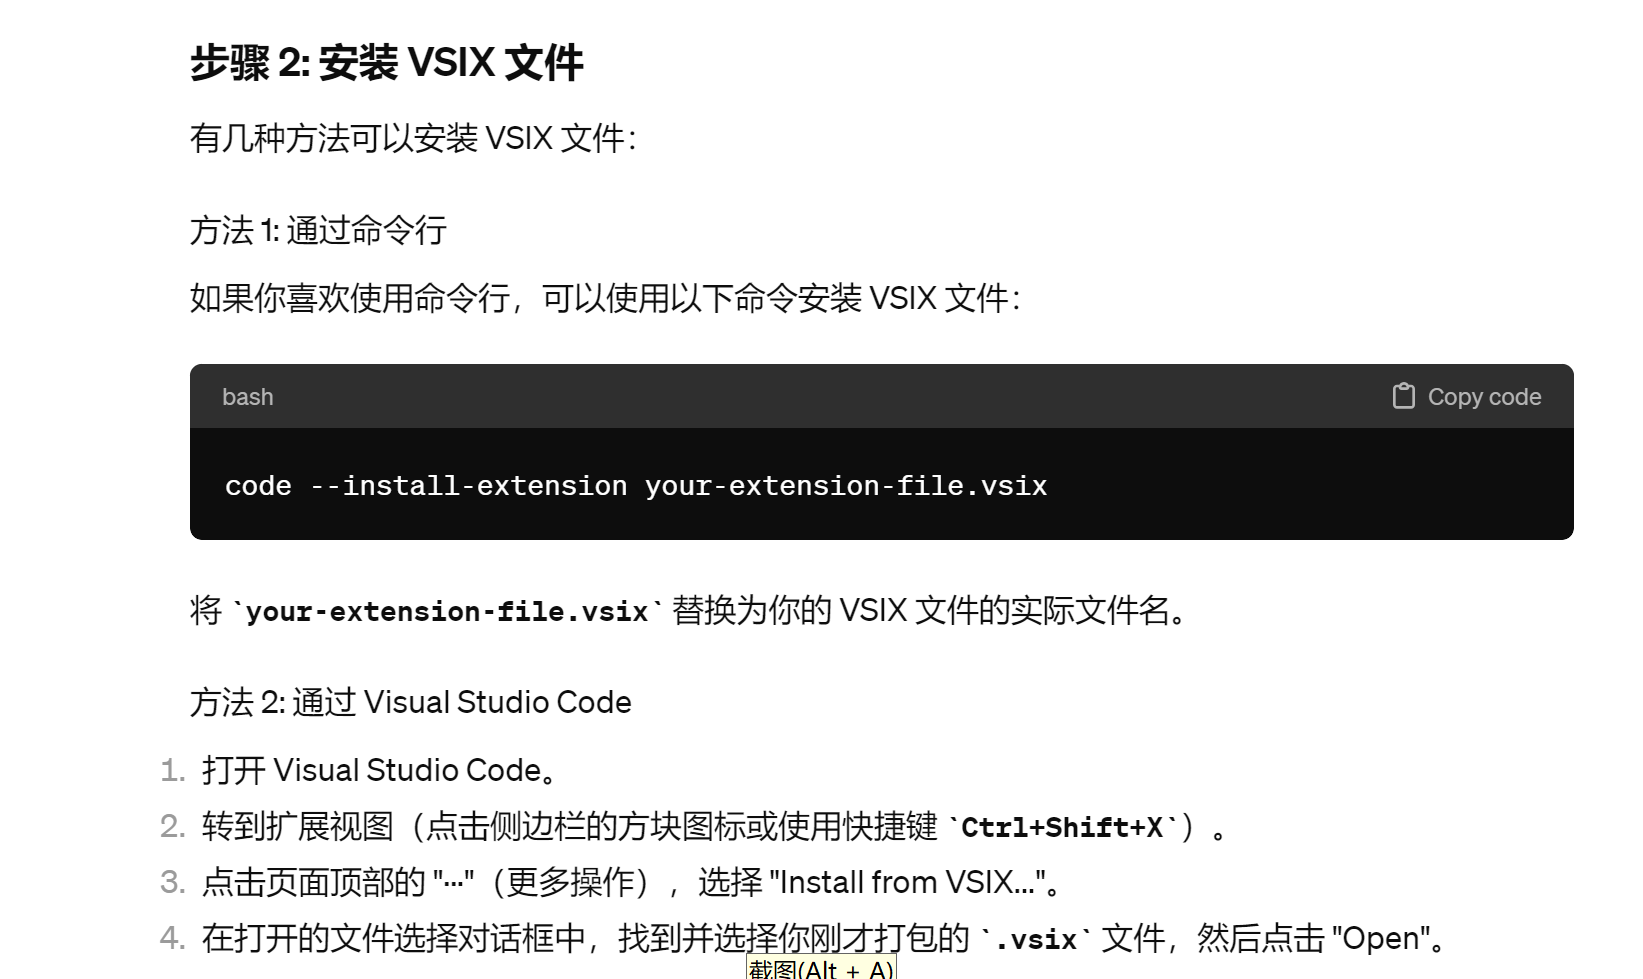 步骤 2: 安装 VSIX 文件
有几种方法可以安装 VSIX 文件：
方法 1: 通过命令行
如果你喜欢使用命令行，可以使用以下命令安装 VSIX 文件：
bash
Copy code
code --install-extension your-extension-file.vsix
将 `your-extension-file.vsix` 替换为你的 VSIX 文件的实际文件名。
方法 2: 通过 Visual Studio Code
1. 打开 Visual Studio Code。
2. 转到扩展视图（点击侧边栏的方块图标或使用快捷键 `Ctrl+Shift+X`）。
3. 点击页面顶部的 "···"（更多操作），选择 "Install from VSIX..."。
4. 在打开的文件选择对话框中，找到并选择你刚才打包的 `.vsix` 文件，然后点击 "Open"。
截图(Alt + A)